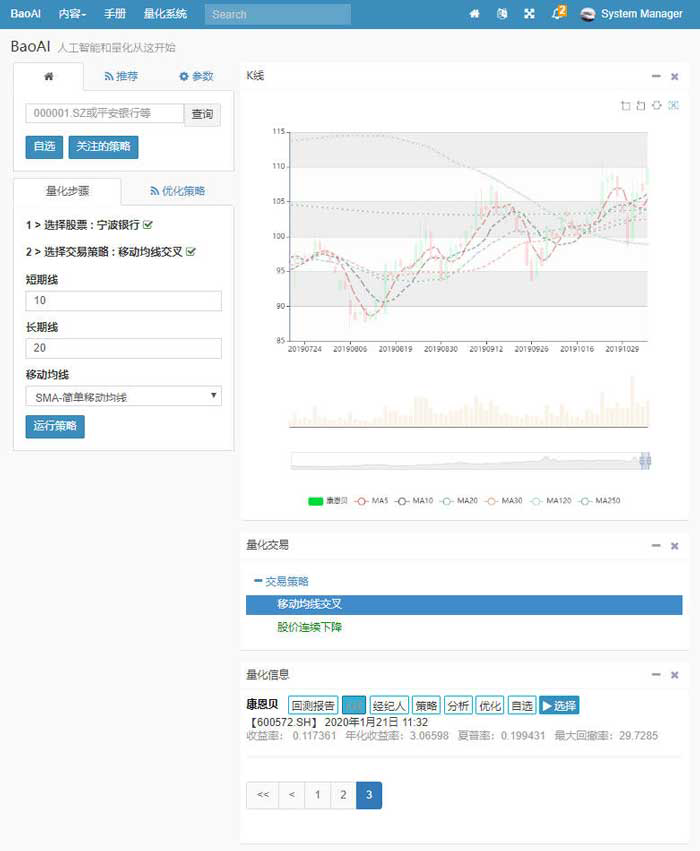 BaoAI 内容 手册 量化系统 Search 2 System Manager
BaoAI 人工智能和量化从这开始
推荐 参数
000001.SZ或平安银行等 查询
自选 关注的策略
量化步骤 优化策略
1 > 选择股票 : 宁波银行
2 > 选择交易策略 : 移动均线交叉
短期线
10
长期线
20
移动均线
SMA-简单移动均线
运行策略
K线
115
110
105
100
95
90
85
20190724 20190806 20190819 20190830 20190912 20190926 20191016 20191029
康恩贝 MA5 MA10 MA20 MA30 MA120 MA250
量化交易
交易策略
移动均线交叉
股价连续下降
量化信息
康恩贝 回测报告 经纪人 策略 分析 优化 自选 选择
【600572.SH】 2020年1月21日 11:32
收益率： 0.117361 年化收益率：3.06598 夏普率：0.199431 最大回撤率：29.7285
<< < 1 2 3